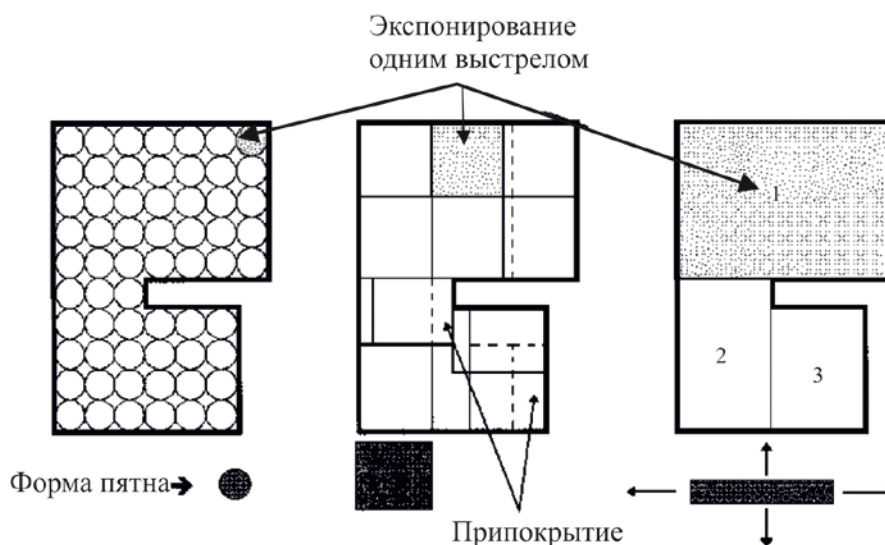 Экспонирование
одним выстрелом
1
2
3
Форма пятна
Припокрытие